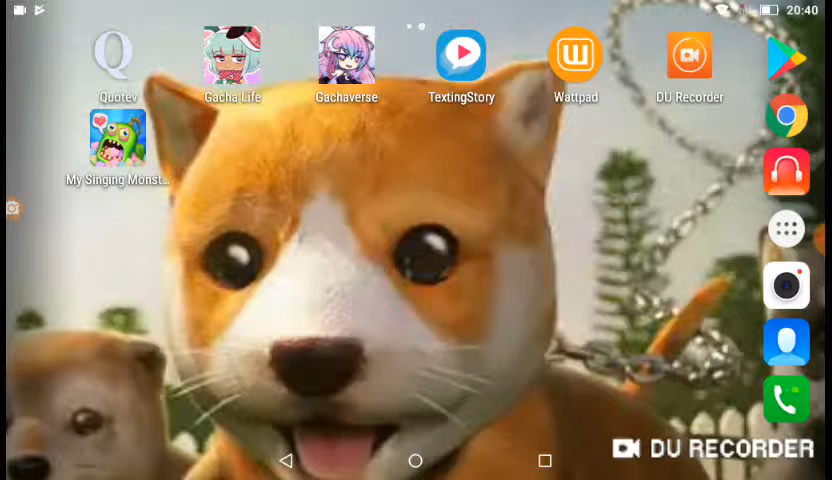 20:40
Quotev
Gacha Life
Gachaverse
TextingStory
Wattpad
DU Recorder
My Singing Monst...
DU RECORDER